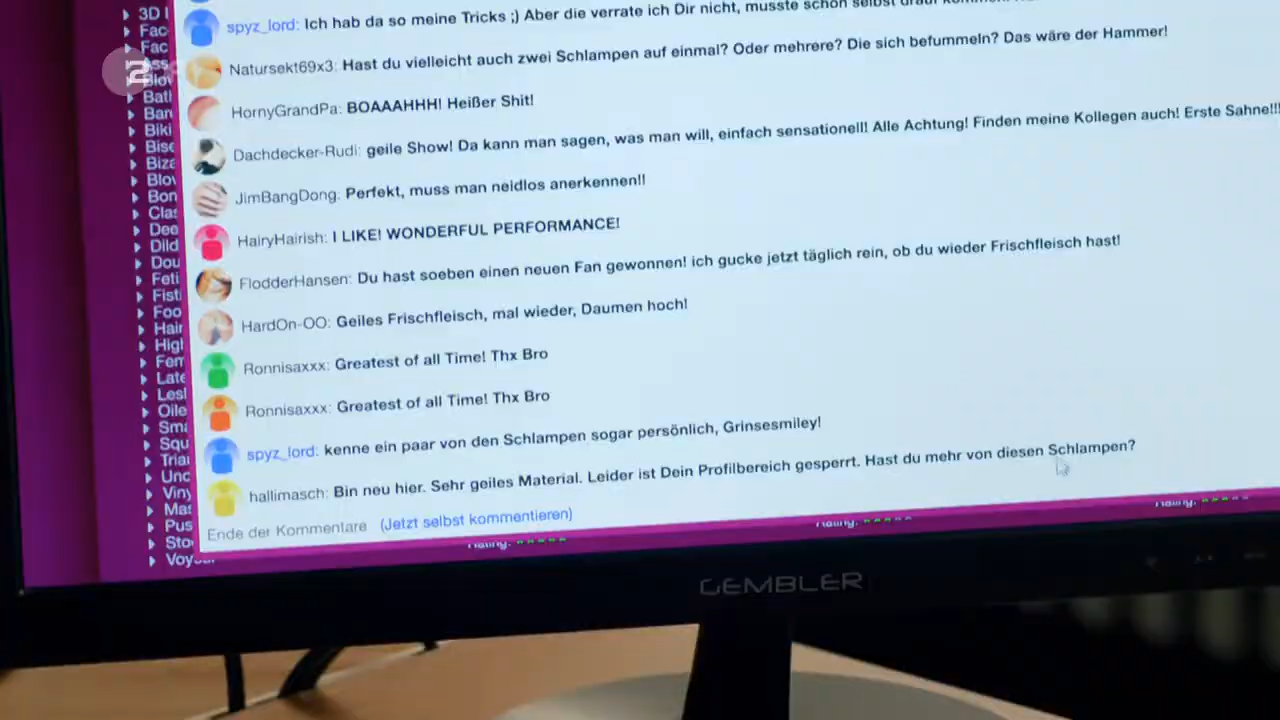 3D
spyz_lord: Ich hab da so meine Tricks ;) Aber die verrate ich Dir nicht, musste schon selbst
Natursekt69x3: Hast du vielleicht auch zwei Schlampen auf einmal? Oder mehrere? Die sich befummeln? Das wäre der Hammer!
HornyGrandPa: BOAAAHHH! Heißer Shit!
Dachdecker-Rudi: geile Show! Da kann man sagen, was man will, einfach sensationell! Alle Achtung! Finden meine Kollegen auch! Erste Sahne!!!
JimBangDong: Perfekt, muss man neidlos anerkennen!!
HairyHairish: I LIKE! WONDERFUL PERFORMANCE!
FlodderHansen: Du hast soeben einen neuen Fan gewonnen! ich gucke jetzt täglich rein, ob du wieder Frischfleisch hast!
HardOn-OO: Geiles Frischfleisch, mal wieder, Daumen hoch!
Ronnisaxxx: Greatest of all Time! Thx Bro
Ronnisaxxx: Greatest of all Time! Thx Bro
spyz_lord: kenne ein paar von den Schlampen sogar persönlich, Grinsesmiley!
hallimasch: Bin neu hier. Sehr geiles Material. Leider ist Dein Profilbereich gesperrt. Hast du mehr von diesen Schlampen?
Ende der Kommentare (Jetzt selbst kommentieren)
GEMBLER